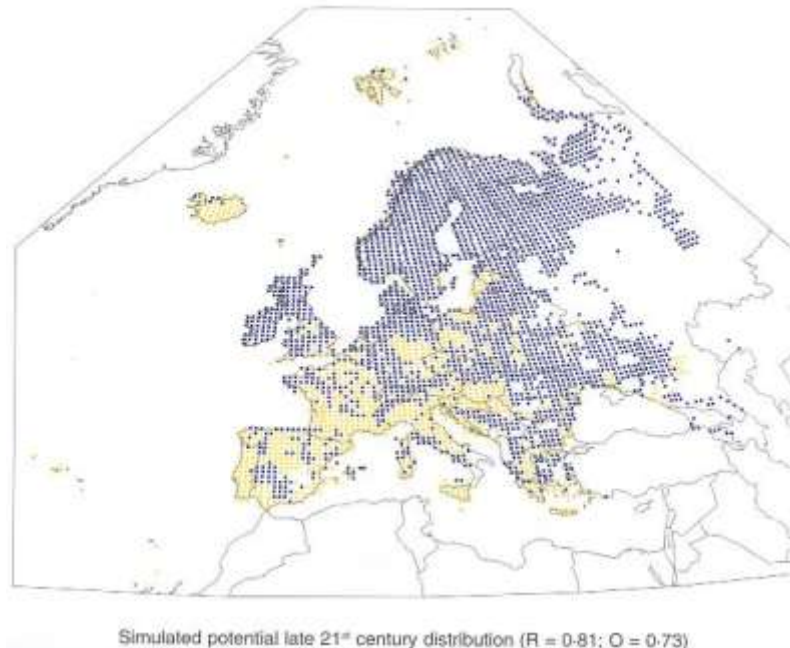 Simulated potential late 21ˢᵗ century distribution (R = 0·81; O = 0·73)